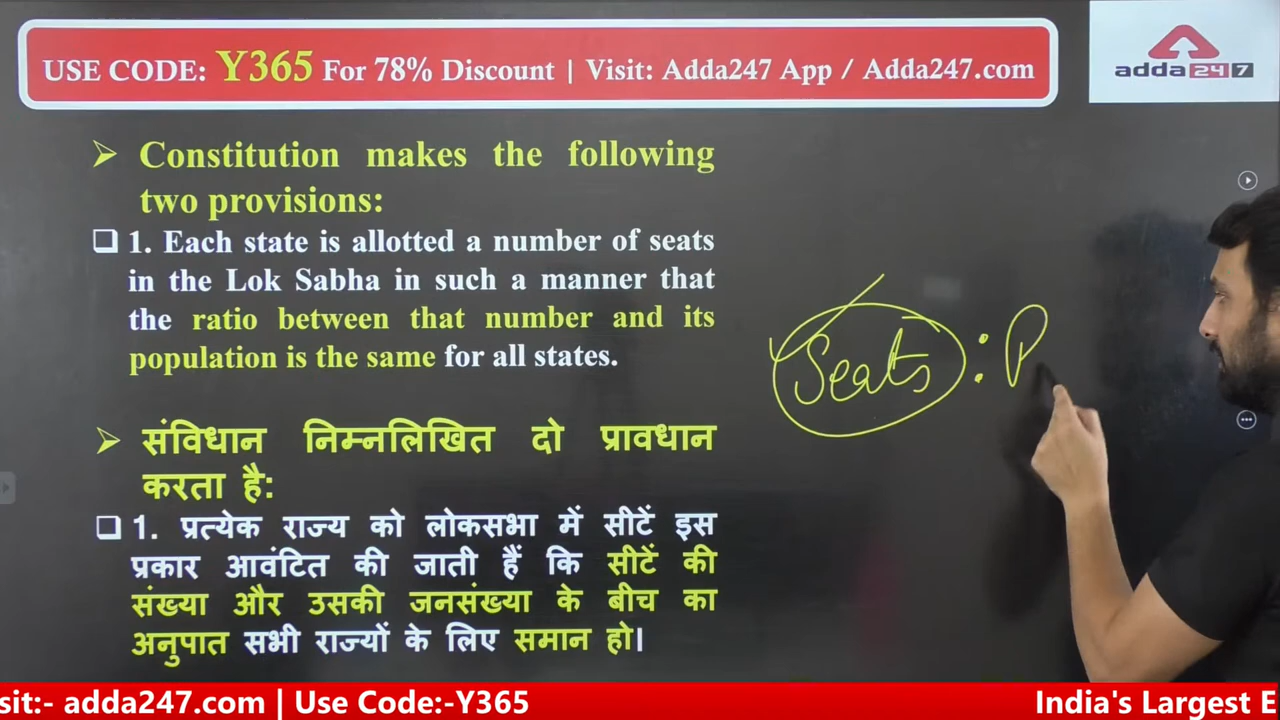 USE CODE: Y365 For 78% Discount | Visit: Adda247 App / Adda247.com
adda247
➢ Constitution makes the following
two provisions:
❑ 1. Each state is allotted a number of seats
in the Lok Sabha in such a manner that
the ratio between that number and its
population is the same for all states.
Seats : P
➢ संविधान निम्नलिखित दो प्रावधान
करता है:
❑ 1. प्रत्येक राज्य को लोकसभा में सीटें इस
प्रकार आवंटित की जाती हैं कि सीटें की
संख्या और उसकी जनसंख्या के बीच का
अनुपात सभी राज्यों के लिए समान हो।
sit:- adda247.com | Use Code:-Y365
India's Largest E